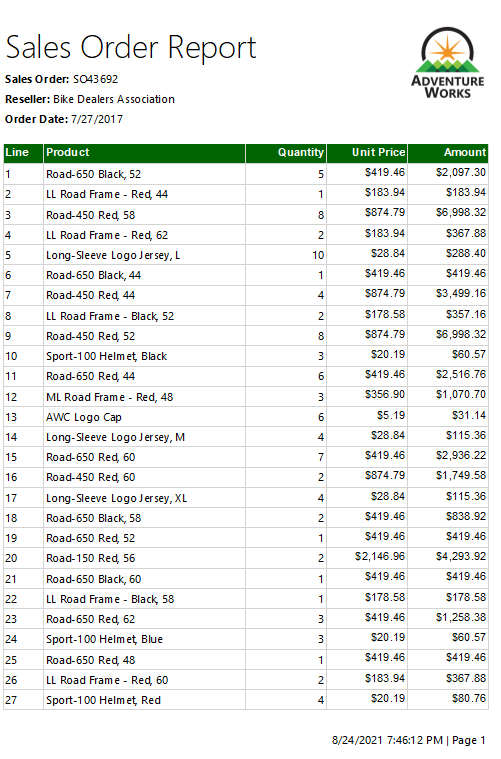 Sales Order Report
ADVENTURE
WORKS
Sales Order: SO43692
Reseller: Bike Dealers Association
Order Date: 7/27/2017
Line Product Quantity Unit Price Amount
1 Road-650 Black, 52 5 $419.46 $2,097.30
2 LL Road Frame - Red, 44 1 $183.94 $183.94
3 Road-450 Red, 58 8 $874.79 $6,998.32
4 LL Road Frame - Red, 62 2 $183.94 $367.88
5 Long-Sleeve Logo Jersey, L 10 $28.84 $288.40
6 Road-650 Black, 44 1 $419.46 $419.46
7 Road-450 Red, 44 4 $874.79 $3,499.16
8 LL Road Frame - Black, 52 2 $178.58 $357.16
9 Road-450 Red, 52 8 $874.79 $6,998.32
10 Sport-100 Helmet, Black 3 $20.19 $60.57
11 Road-650 Red, 44 6 $419.46 $2,516.76
12 ML Road Frame - Red, 48 3 $356.90 $1,070.70
13 AWC Logo Cap 6 $5.19 $31.14
14 Long-Sleeve Logo Jersey, M 4 $28.84 $115.36
15 Road-650 Red, 60 7 $419.46 $2,936.22
16 Road-450 Red, 60 2 $874.79 $1,749.58
17 Long-Sleeve Logo Jersey, XL 4 $28.84 $115.36
18 Road-650 Black, 58 2 $419.46 $838.92
19 Road-650 Red, 52 1 $419.46 $419.46
20 Road-150 Red, 56 2 $2,146.96 $4,293.92
21 Road-650 Black, 60 1 $419.46 $419.46
22 LL Road Frame - Black, 58 1 $178.58 $178.58
23 Road-650 Red, 62 3 $419.46 $1,258.38
24 Sport-100 Helmet, Blue 3 $20.19 $60.57
25 Road-650 Red, 48 1 $419.46 $419.46
26 LL Road Frame - Red, 60 2 $183.94 $367.88
27 Sport-100 Helmet, Red 4 $20.19 $80.76
8/24/2021 7:46:12 PM | Page 1